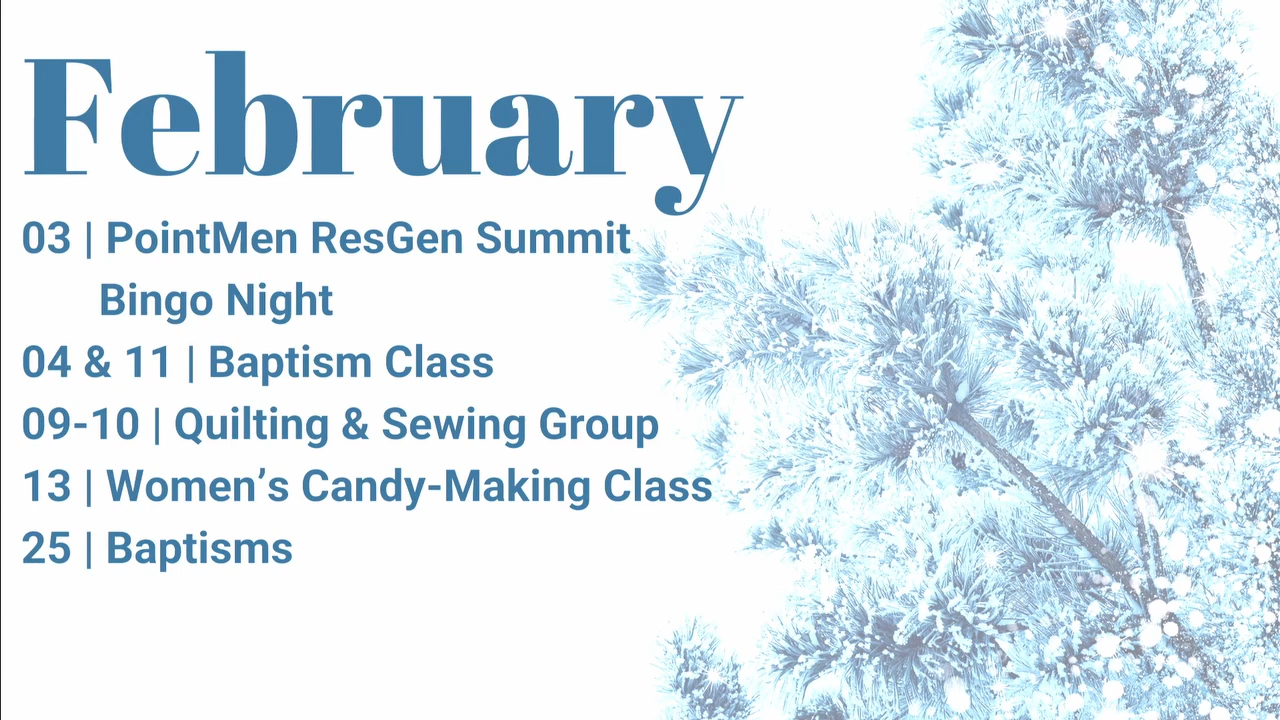 February
03 | PointMen ResGen Summit
Bingo Night
04 & 11 | Baptism Class
09-10 | Quilting & Sewing Group
13 | Women’s Candy-Making Class
25 | Baptisms